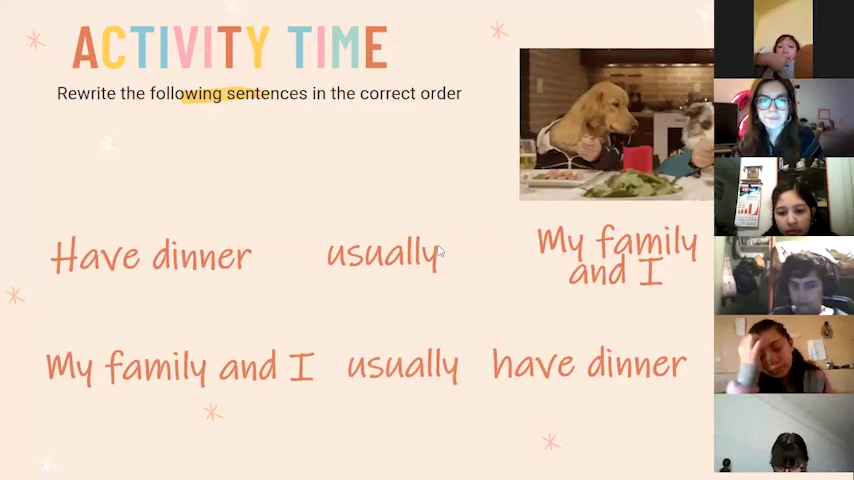 ACTIVITY TIME
Rewrite the following sentences in the correct order
Have dinner usually My family
and I
My family and I usually have dinner